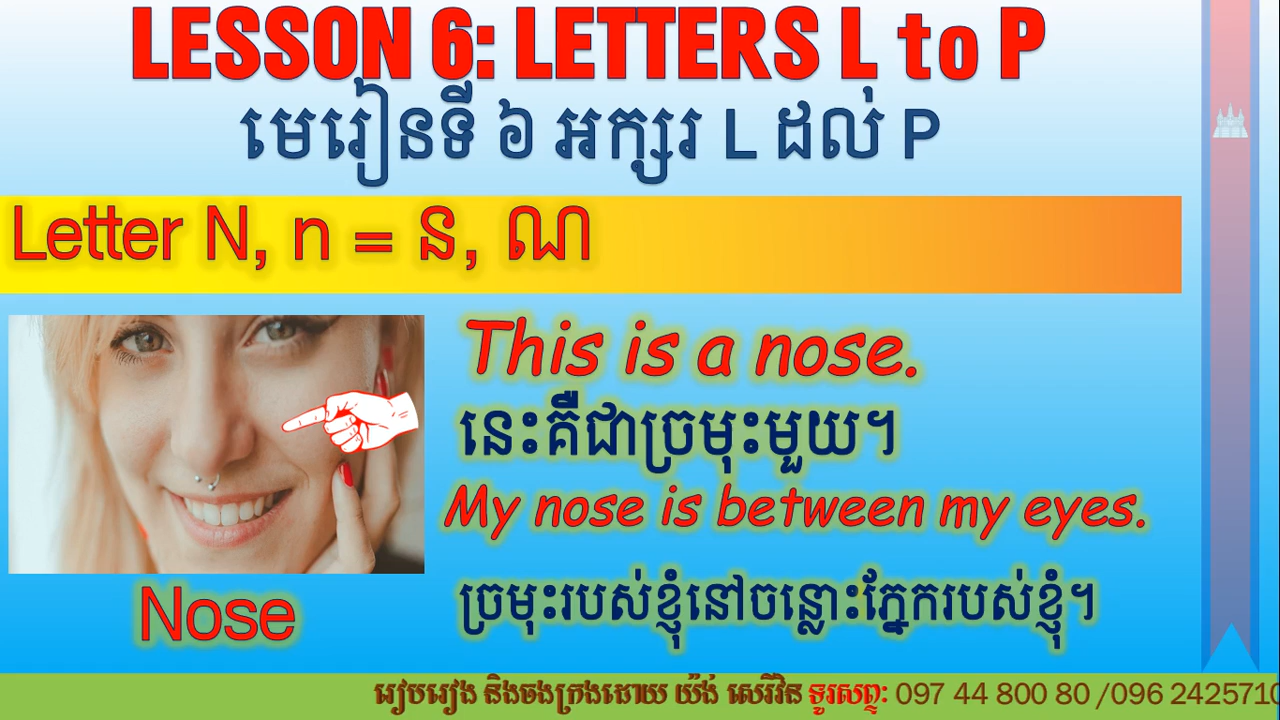 LESSON 6: LETTERS L to P
មេរៀនទី ៦ អក្សរ L ដល់ P
Letter N, n = ន, ណ
This is a nose.
នេះគឺជាច្រមុះមួយ។
My nose is between my eyes.
ច្រមុះរបស់ខ្ញុំនៅចន្លោះភ្នែករបស់ខ្ញុំ។
Nose
រៀបរៀង និងចងក្រងដោយ យ៉ង់ សេរីវិន ទូរសព្ទៈ 097 44 800 80 /096 2425710